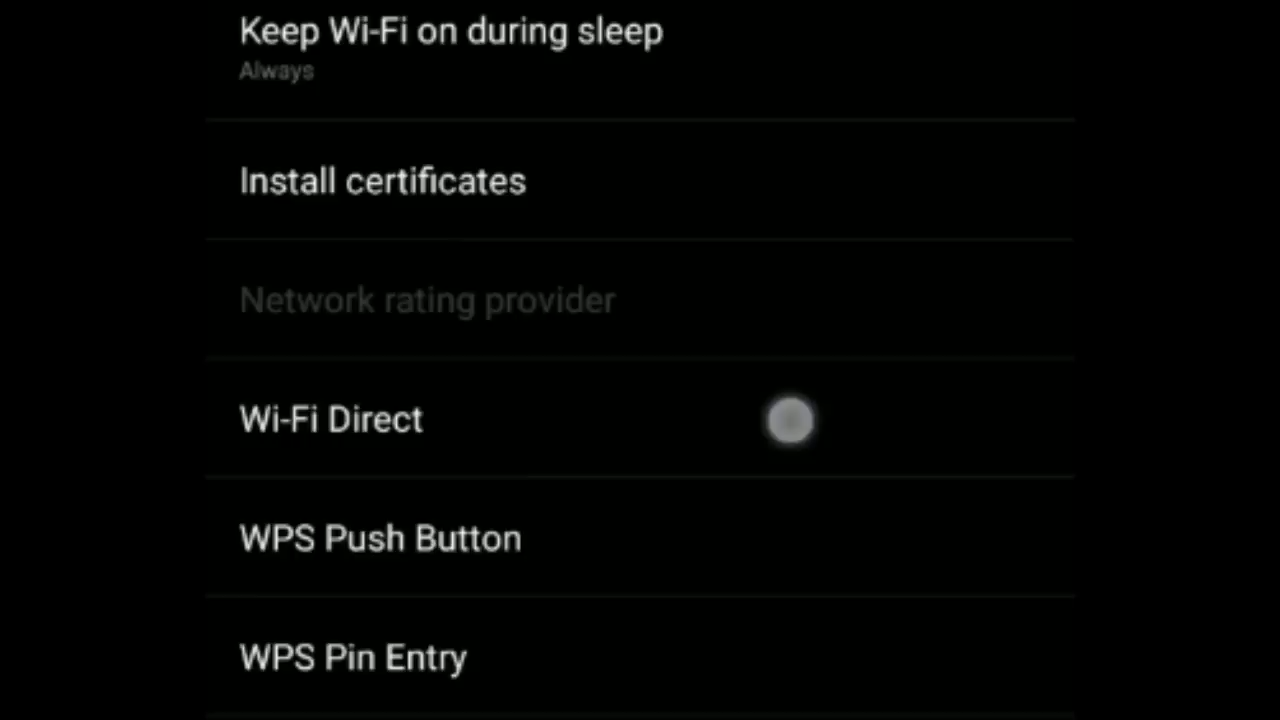 Keep Wi-Fi on during sleep
Always
Install certificates
Network rating provider
Wi-Fi Direct
WPS Push Button
WPS Pin Entry